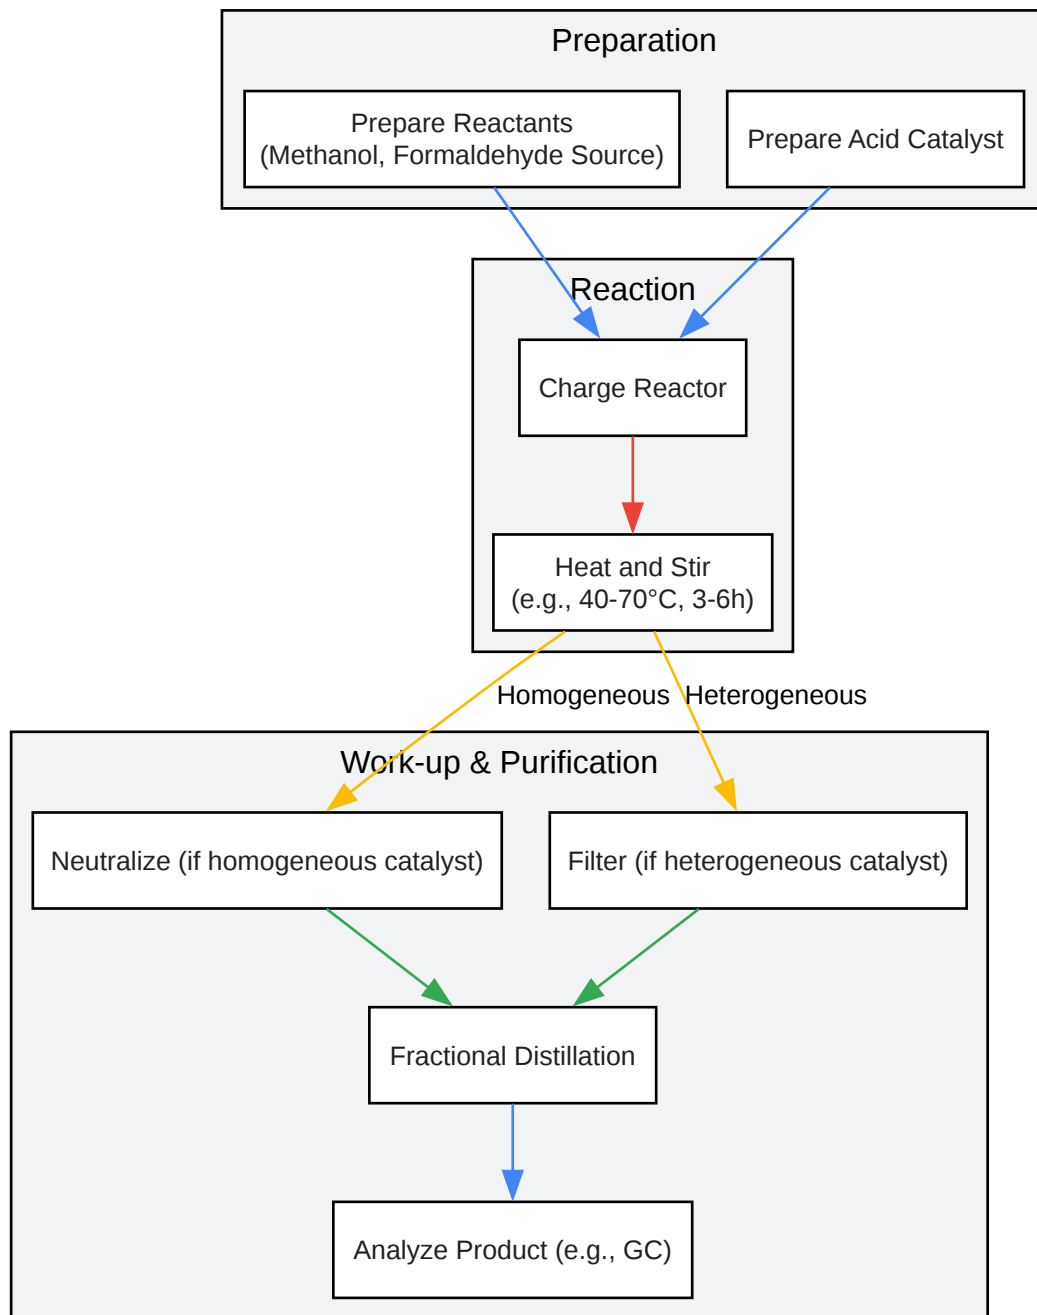 Preparation
Prepare Reactants
(Methanol, Formaldehyde Source)
Prepare Acid Catalyst
Reaction
Charge Reactor
Heat and Stir
(e.g., 40-70°C, 3-6h)
Homogeneous
Heterogeneous
Work-up & Purification
Neutralize (if homogeneous catalyst)
Filter (if heterogeneous catalyst)
Fractional Distillation
Analyze Product (e.g., GC)